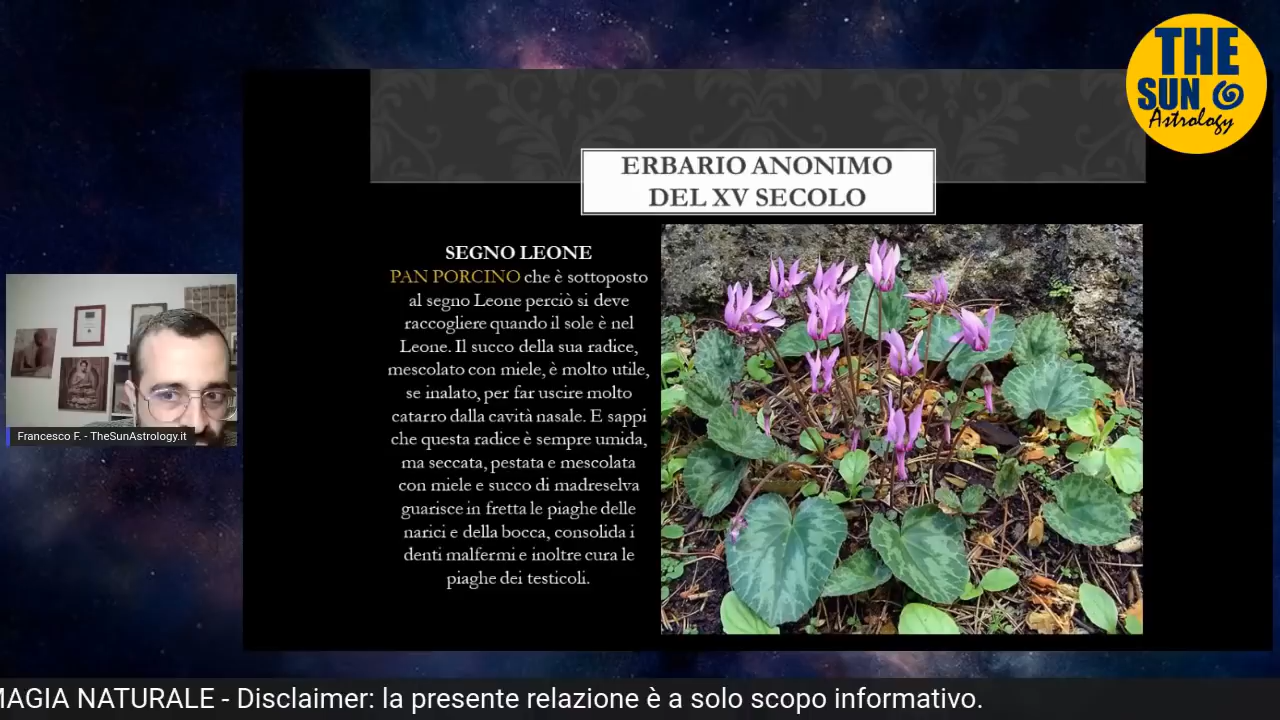 THE
SUN
Astrology
ERBARIO ANONIMO
DEL XV SECOLO
SEGNO LEONE
PAN PORCINO che è sottoposto
al segno Leone perciò si deve
raccogliere quando il sole è nel
Leone. Il succo della sua radice,
mescolato con miele, è molto utile,
se inalato, per far uscire molto
catarro dalla cavità nasale. E sappi
che questa radice è sempre umida,
ma seccata, pestata e mescolata
con miele e succo di madreselva
guarisce in fretta le piaghe delle
narici e della bocca, consolida i
denti malfermi e inoltre cura le
piaghe dei testicoli.
Francesco F. - TheSunAstrology.it
MAGIA NATURALE - Disclaimer: la presente relazione è a solo scopo informativo.